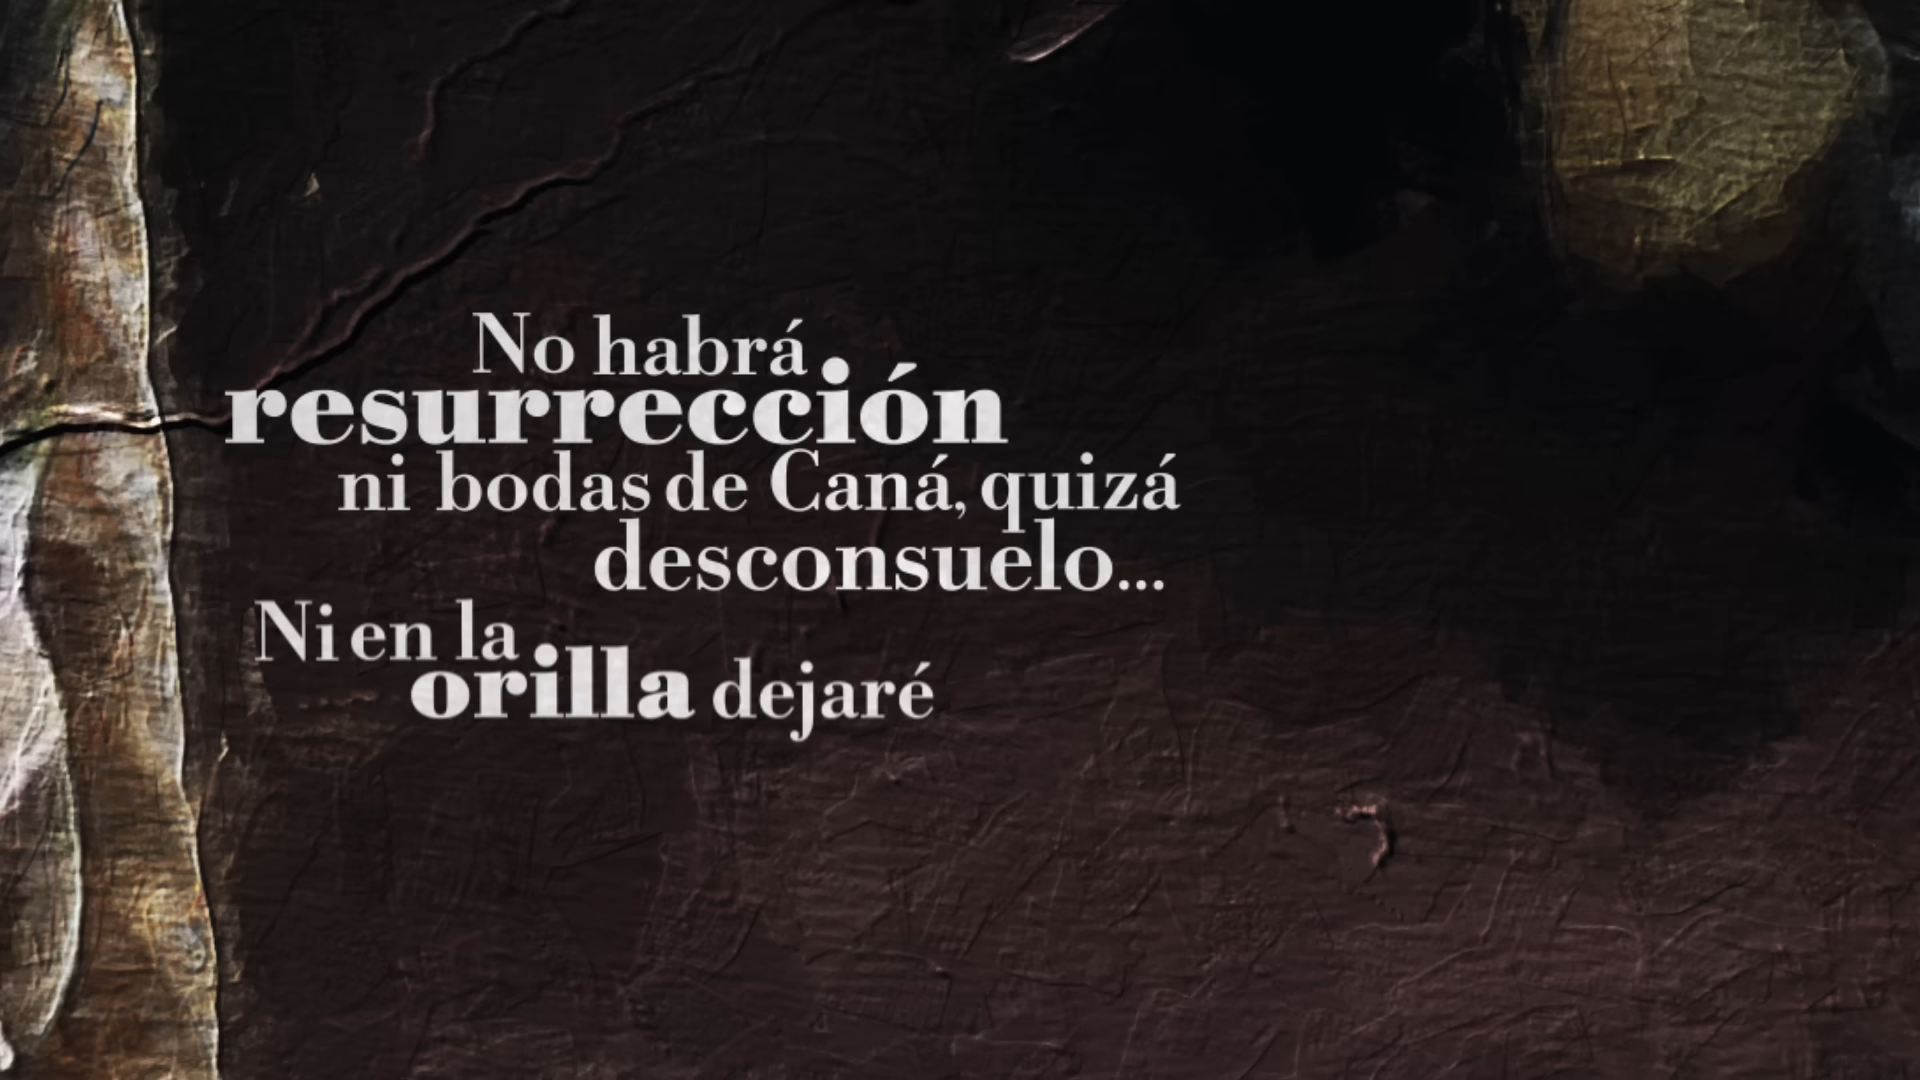 No habrá
resurrección
ni bodas de Caná, quizá
desconsuelo...
Ni en la
orilla dejaré